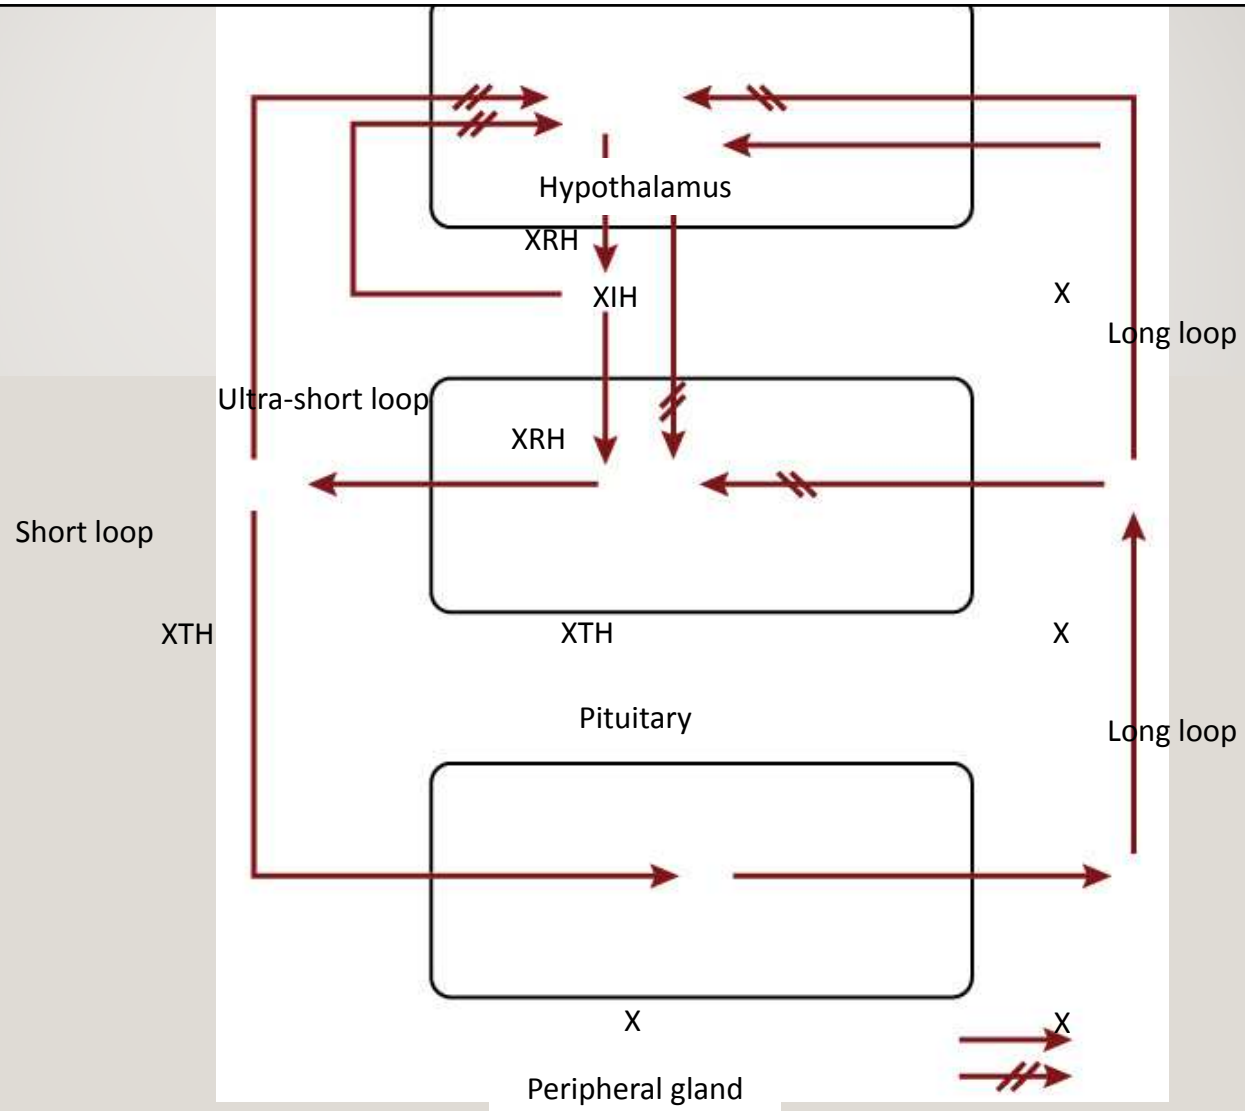 Hypothalamus
XRH
XIH
X
Long loop
Ultra-short loop
XRH
Short loop
XTH
XTH
X
Pituitary
Long loop
X
X
Peripheral gland